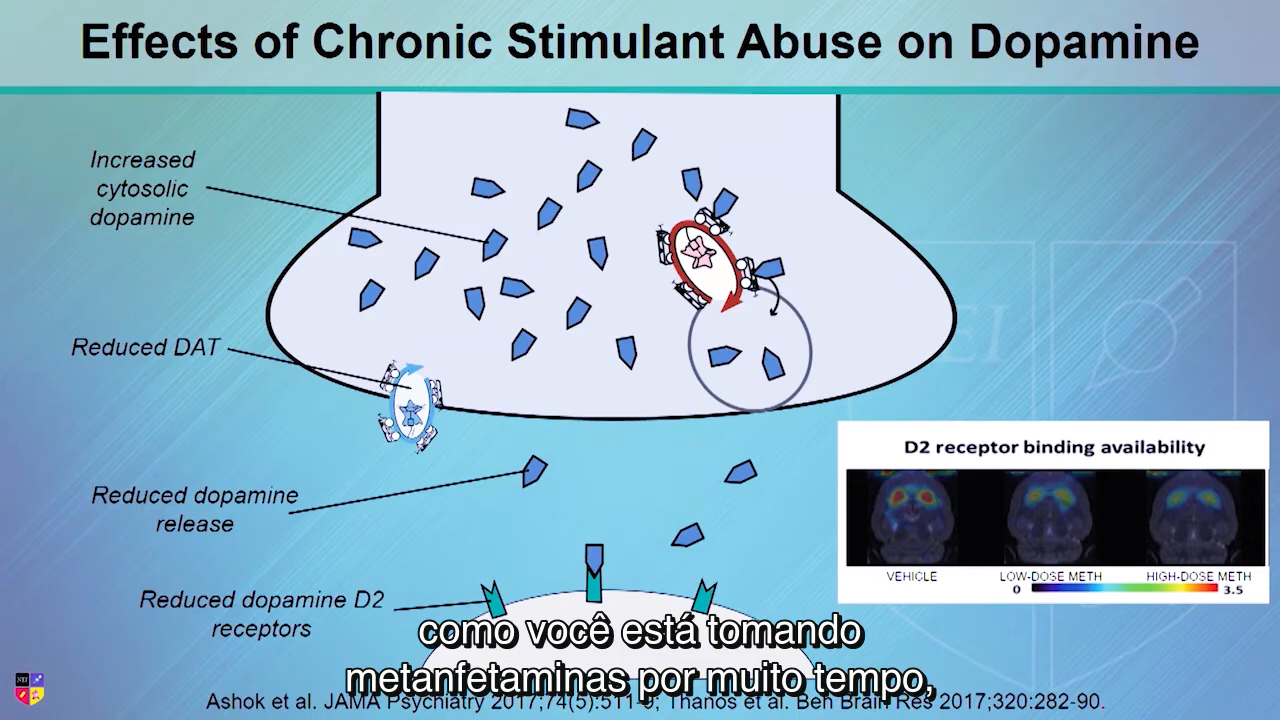 Effects of Chronic Stimulant Abuse on Dopamine
Increased
cytosolic
dopamine
Reduced DAT
Reduced dopamine
release
Reduced dopamine D2
receptors
D2 receptor binding availability
VEHICLE
LOW-DOSE METH
HIGH-DOSE METH
0
3.5
como você está tomando
metanfetaminas por muito tempo,
Ashok et al. JAMA Psychiatry 2017;74(5):511-9; Thanos et al. Beh Brain Res 2017;320:282-90.
NEI